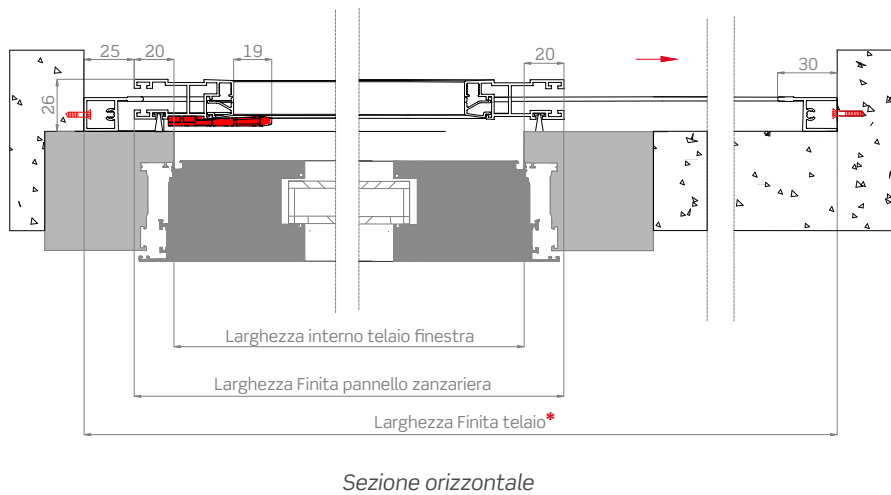 25
20
19
20
30
26
Larghezza interno telaio finestra
Larghezza Finita pannello zanzariera
Larghezza Finita telaio*
Sezione orizzontale